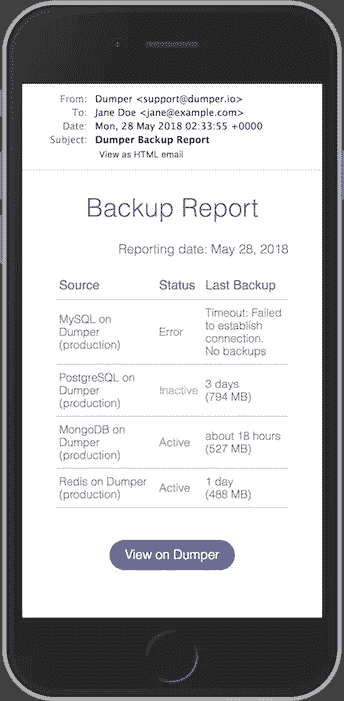 From: Dumper <support@dumper.io>
To: Jane Doe <jane@example.com>
Date: Mon, 28 May 2018 02:33:55 +0000
Subject: Dumper Backup Report
View as HTML email
Backup Report
Reporting date: May 28, 2018
Source Status Last Backup
MySQL on
Dumper
(production)
Error
Timeout: Failed
to establish
connection.
No backups
PostgreSQL on
Dumper
(production)
Inactive
3 days
(794 MB)
MongoDB on
Dumper
(production)
Active
about 18 hours
(527 MB)
Redis on Dumper
(production)
Active
1 day
(488 MB)
View on Dumper